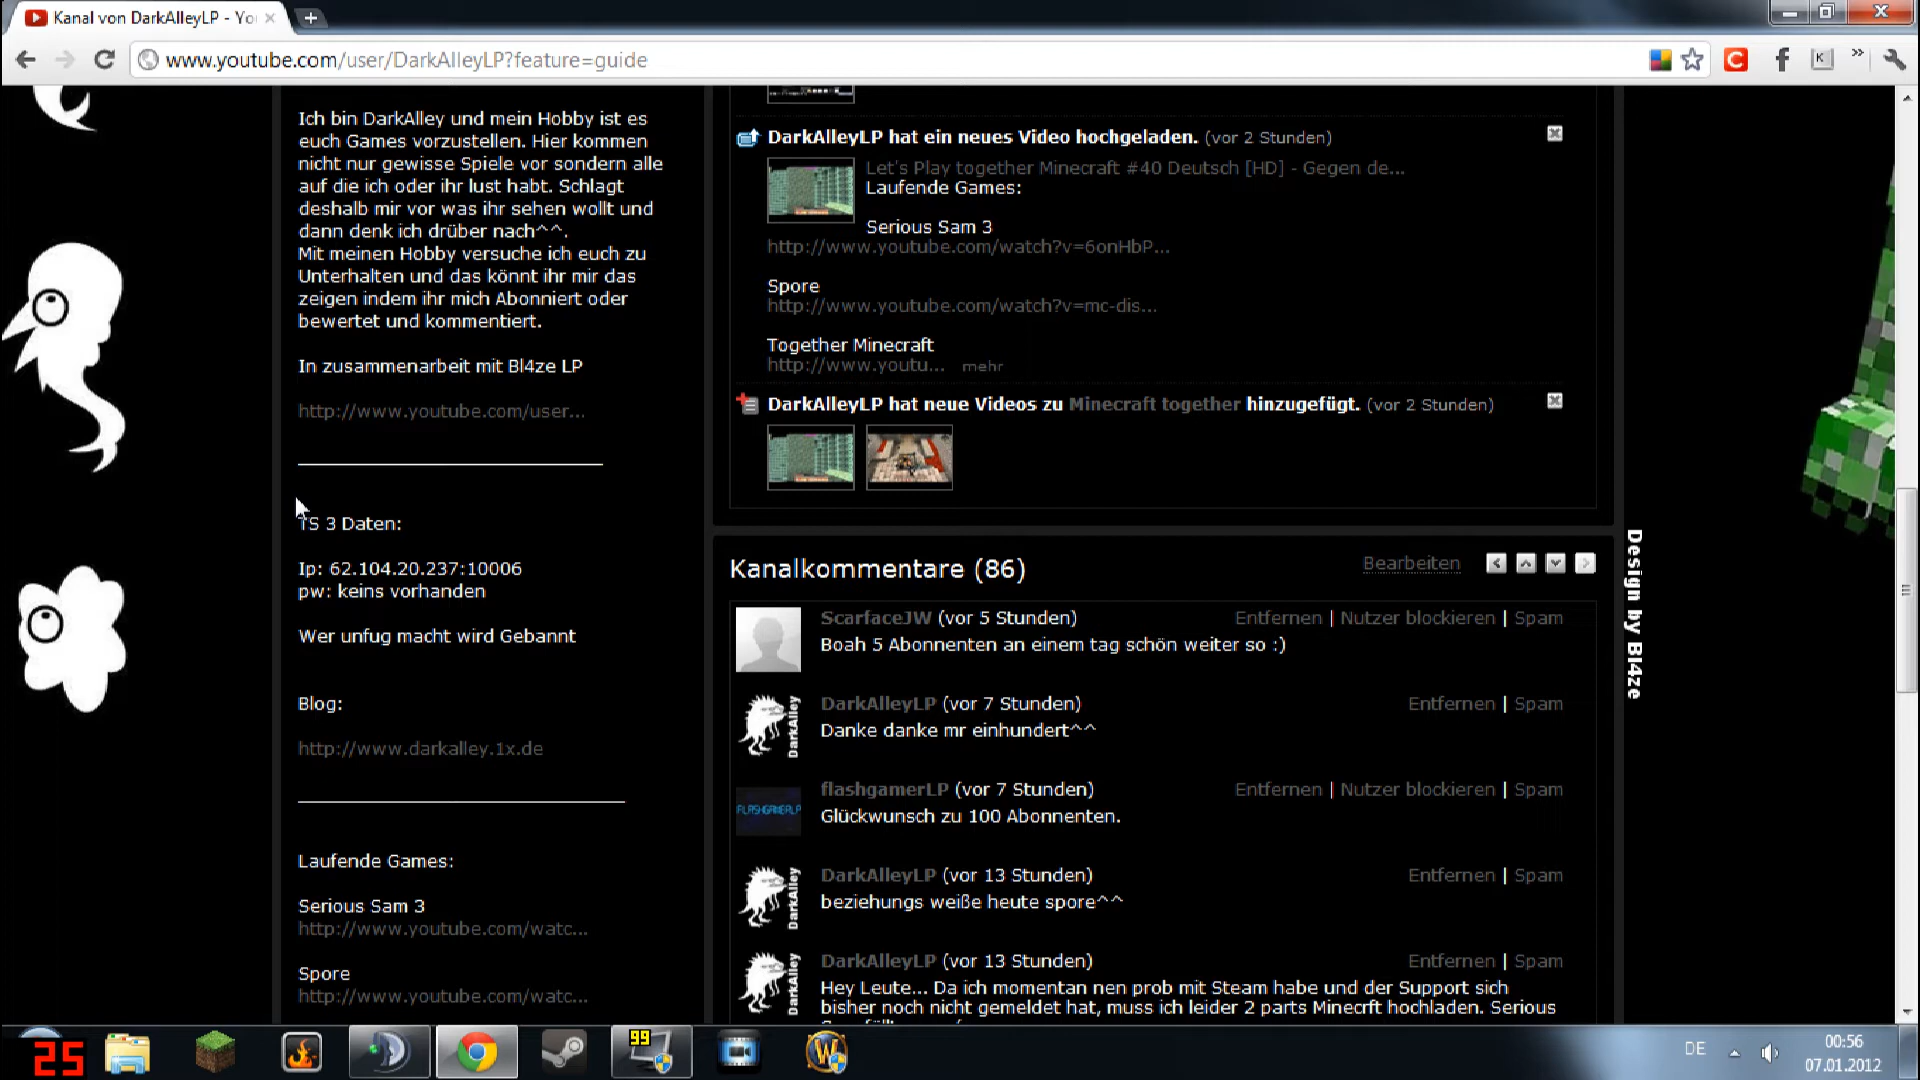 Kanal von DarkAlleyLP - Yo
www.youtube.com/user/DarkAlleyLP?feature=guide
Ich bin DarkAlley und mein Hobby ist es
euch Games vorzustellen. Hier kommen
nicht nur gewisse Spiele vor sondern alle
auf die ich oder ihr lust habt. Schlagt
deshalb mir vor was ihr sehen wollt und
dann denk ich drüber nach^^.
Mit meinen Hobby versuche ich euch zu
Unterhalten und das könnt ihr mir das
zeigen indem ihr mich Abonniert oder
bewertet und kommentiert.
In zusammenarbeit mit Bl4ze LP
http://www.youtube.com/user...
TS 3 Daten:
Ip: 62.104.20.237:10006
pw: keins vorhanden
Wer unfug macht wird Gebannt
Blog:
http://www.darkalley.1x.de
Laufende Games:
Serious Sam 3
http://www.youtube.com/watc...
Spore
http://www.youtube.com/watc...
DarkAlleyLP hat ein neues Video hochgeladen. (vor 2 Stunden)
Let's Play together Minecraft #40 Deutsch [HD] - Gegen de...
Laufende Games:
Serious Sam 3
http://www.youtube.com/watch?v=6onHbP...
Spore
http://www.youtube.com/watch?v=mc-dis...
Together Minecraft
http://www.youtu... mehr
DarkAlleyLP hat neue Videos zu Minecraft together hinzugefügt. (vor 2 Stunden)
Kanalkommentare (86)
Bearbeiten
ScarfaceJW (vor 5 Stunden) Entfernen | Nutzer blockieren | Spam
Boah 5 Abonnenten an einem tag schön weiter so :)
DarkAlley
DarkAlleyLP (vor 7 Stunden) Entfernen | Spam
Danke danke mr einhundert^^
FLASHGAMERLP
flashgamerLP (vor 7 Stunden) Entfernen | Nutzer blockieren | Spam
Glückwunsch zu 100 Abonnenten.
DarkAlley
DarkAlleyLP (vor 13 Stunden) Entfernen | Spam
beziehungs weiße heute spore^^
DarkAlley
DarkAlleyLP (vor 13 Stunden) Entfernen | Spam
Hey Leute... Da ich momentan nen prob mit Steam habe und der Support sich
bisher noch nicht gemeldet hat, muss ich leider 2 parts Minecrft hochladen. Serious
Design by Bl4ze
25
99
DE
00:56
07.01.2012